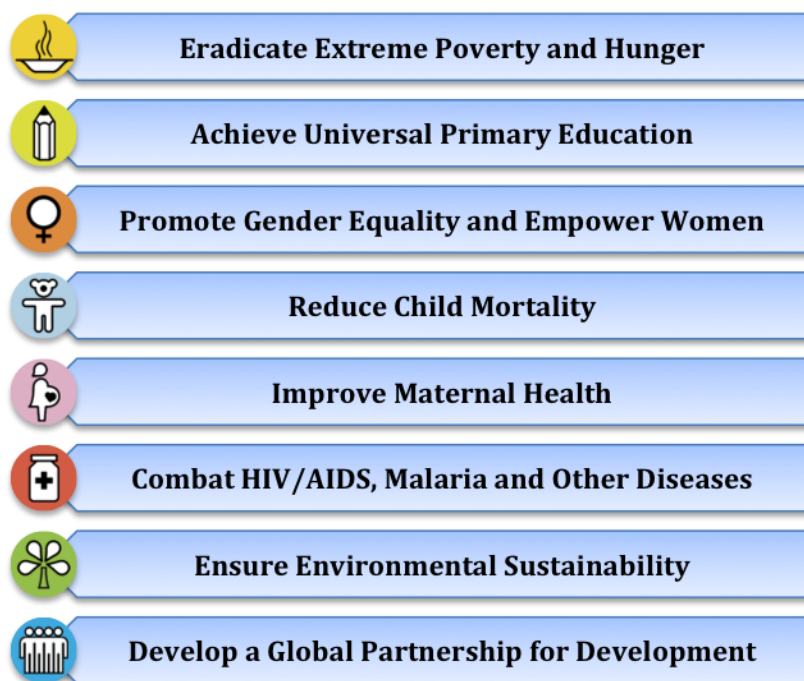 Eradicate Extreme Poverty and Hunger
Achieve Universal Primary Education
Promote Gender Equality and Empower Women
Reduce Child Mortality
Improve Maternal Health
Combat HIV/AIDS, Malaria and Other Diseases
Ensure Environmental Sustainability
Develop a Global Partnership for Development